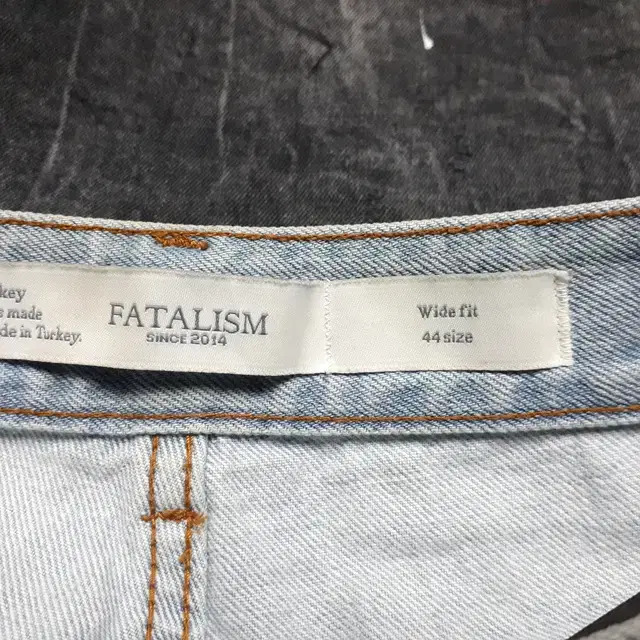 key
made
de in Turkey.
FATALISM
SINCE 2014
Wide fit
44 size